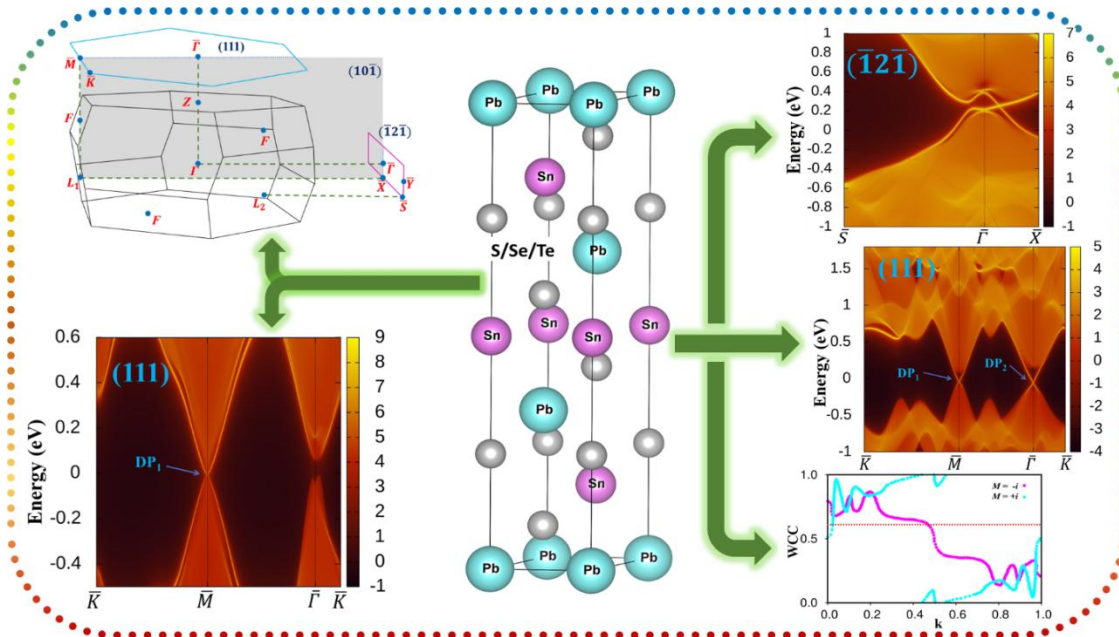 Γ̅
(111)
M̅
K̅
(101̅)
Z
F
F
(1̅21̅)
Γ
Γ̅
L₁
X̅
Y̅
L₂
S̅
F
(111)
Energy (eV)
0.6
0.4
0.2
0
-0.2
-0.4
DP₁
K̅
M̅
Γ̅
K̅
9
8
7
6
5
4
3
2
1
0
-1
Pb
Pb
Pb
Pb
Sn
S/Se/Te
Pb
Sn
Sn
Sn
Sn
Pb
Sn
Pb
Pb
Pb
Pb
(1̅21̅)
Energy (eV)
1
0.8
0.6
0.4
0.2
0
-0.2
-0.4
-0.6
-0.8
-1
S̅
Γ̅
X̅
7
6
5
4
3
2
1
0
-1
(111)
Energy (eV)
1.5
1
0.5
0
-0.5
-1
DP₁
DP₂
K̅
M̅
Γ̅
K̅
5
4
3
2
1
0
-1
-2
-3
-4
WCC
1.0
0.5
0.0
M = -i
M = +i
0.0
0.2
0.4
0.6
0.8
1.0
k